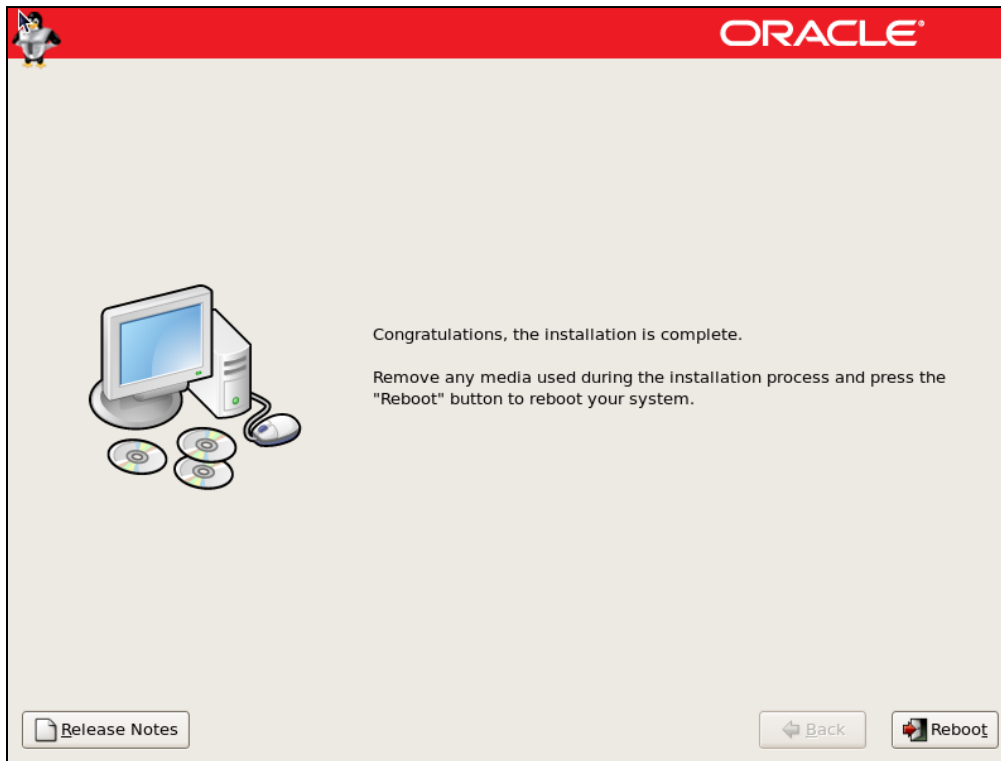 ORACLE®
Congratulations, the installation is complete.
Remove any media used during the installation process and press the
"Reboot" button to reboot your system.
Release Notes
Back
Reboot